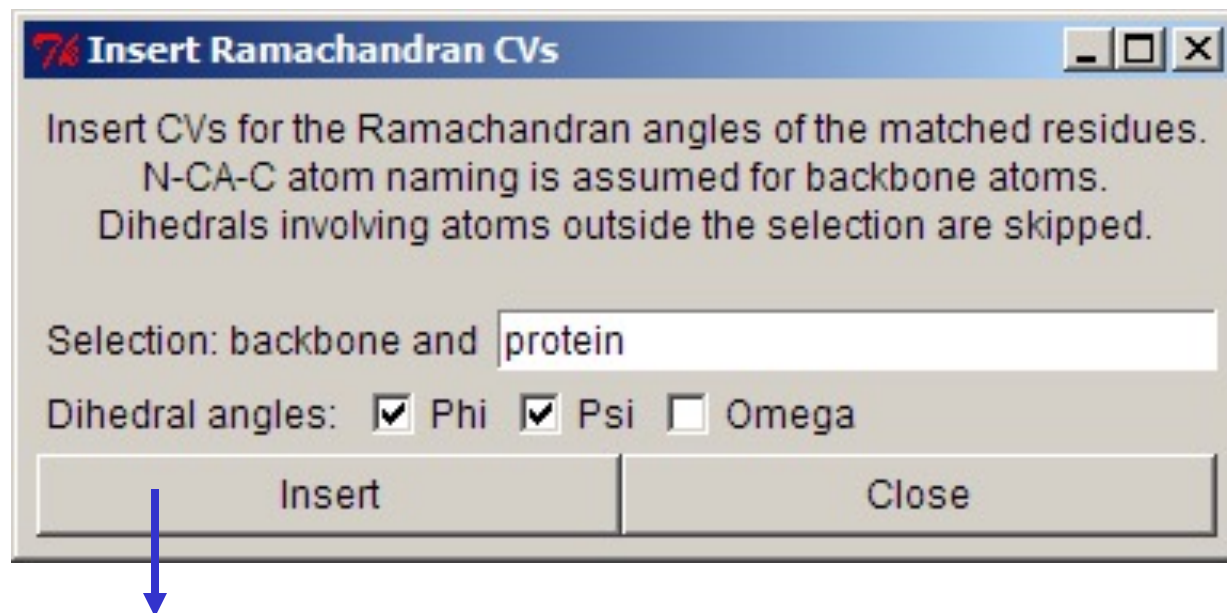 Insert Ramachandran CVs
Insert CVs for the Ramachandran angles of the matched residues.
N-CA-C atom naming is assumed for backbone atoms.
Dihedrals involving atoms outside the selection are skipped.
Selection: backbone and protein
Dihedral angles: Phi Psi Omega
Insert Close